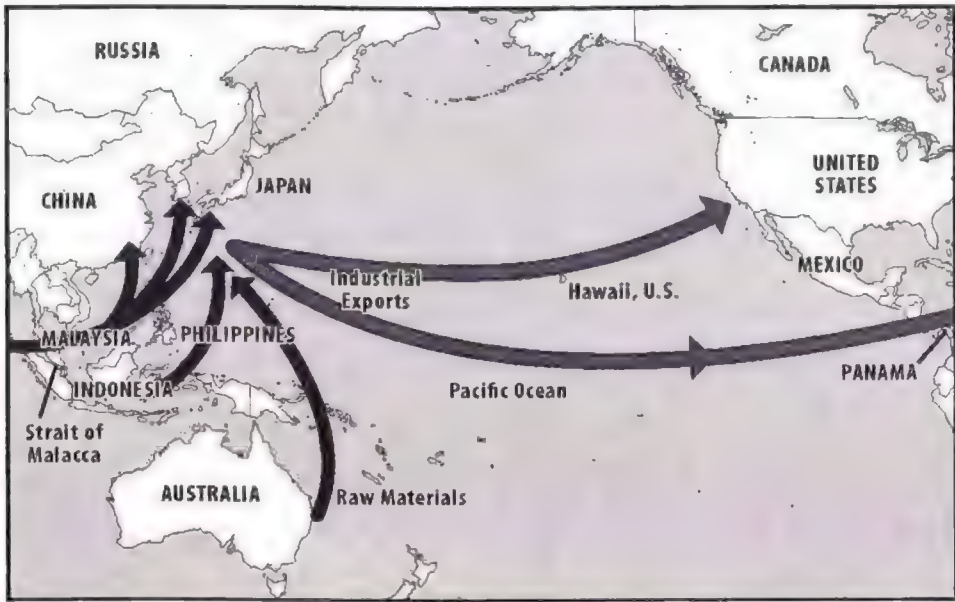 RUSSIA
CANADA
UNITED
STATES
CHINA
JAPAN
MEXICO
Industrial
Exports
Hawaii, U.S.
MALAYSIA
PHILIPPINES
PANAMA
INDONESIA
Pacific Ocean
Strait of
Malacca
AUSTRALIA
Raw Materials